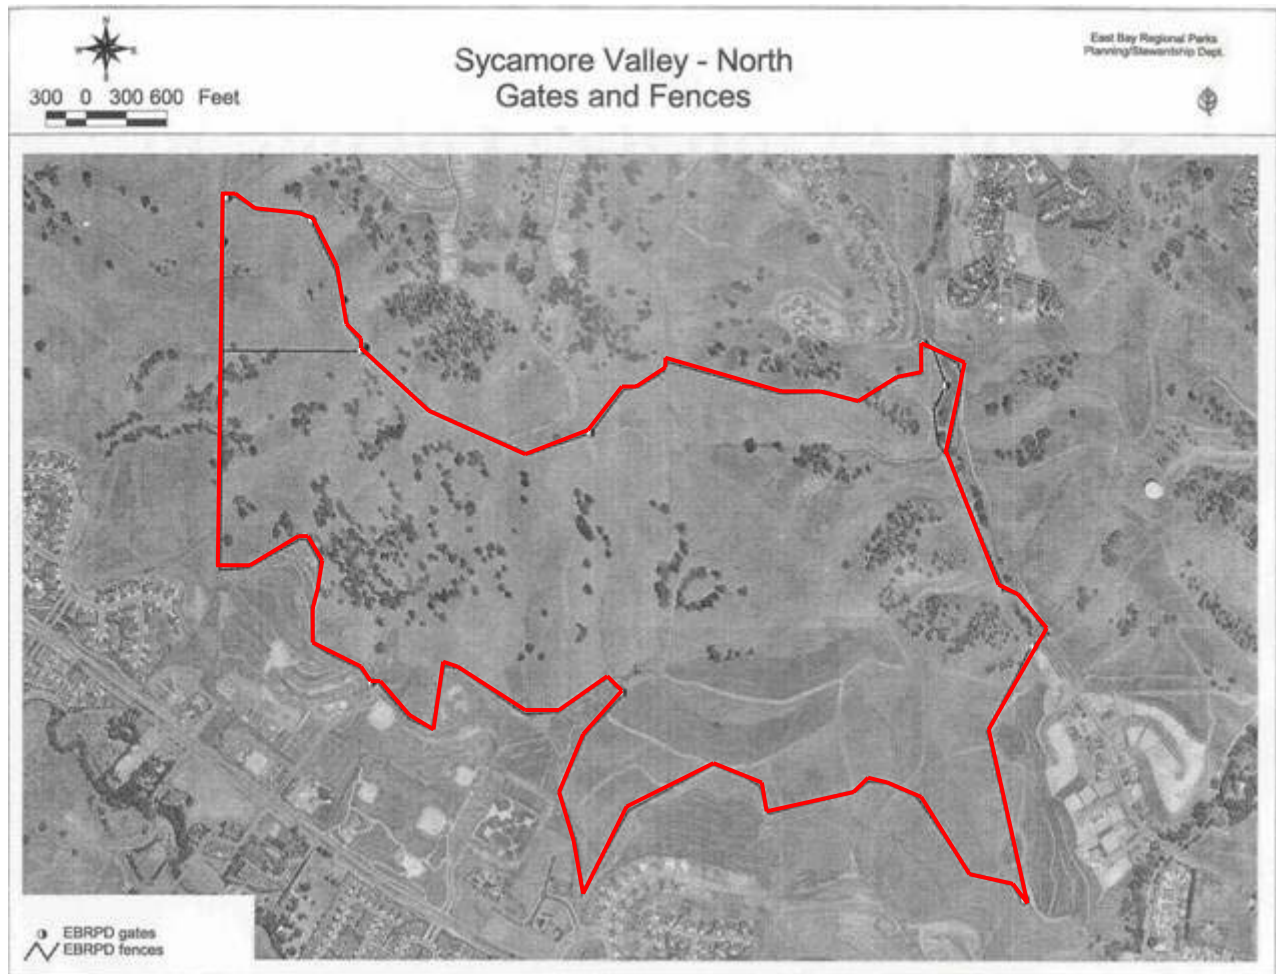 N
W E
S
300 0 300 600 Feet
Sycamore Valley - North
Gates and Fences
East Bay Regional Parks
Planning/Stewardship Dept.
EBRPD gates
EBRPD fences